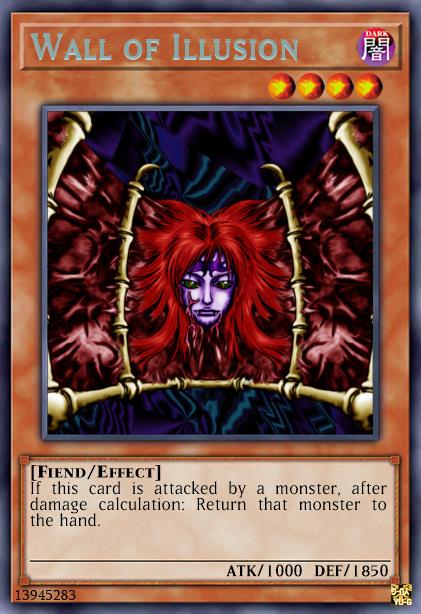 WALL OF ILLUSION
DARK
闇
[FIEND/EFFECT]
If this card is attacked by a monster, after
damage calculation: Return that monster to
the hand.
ATK/1000 DEF/1850
13945283